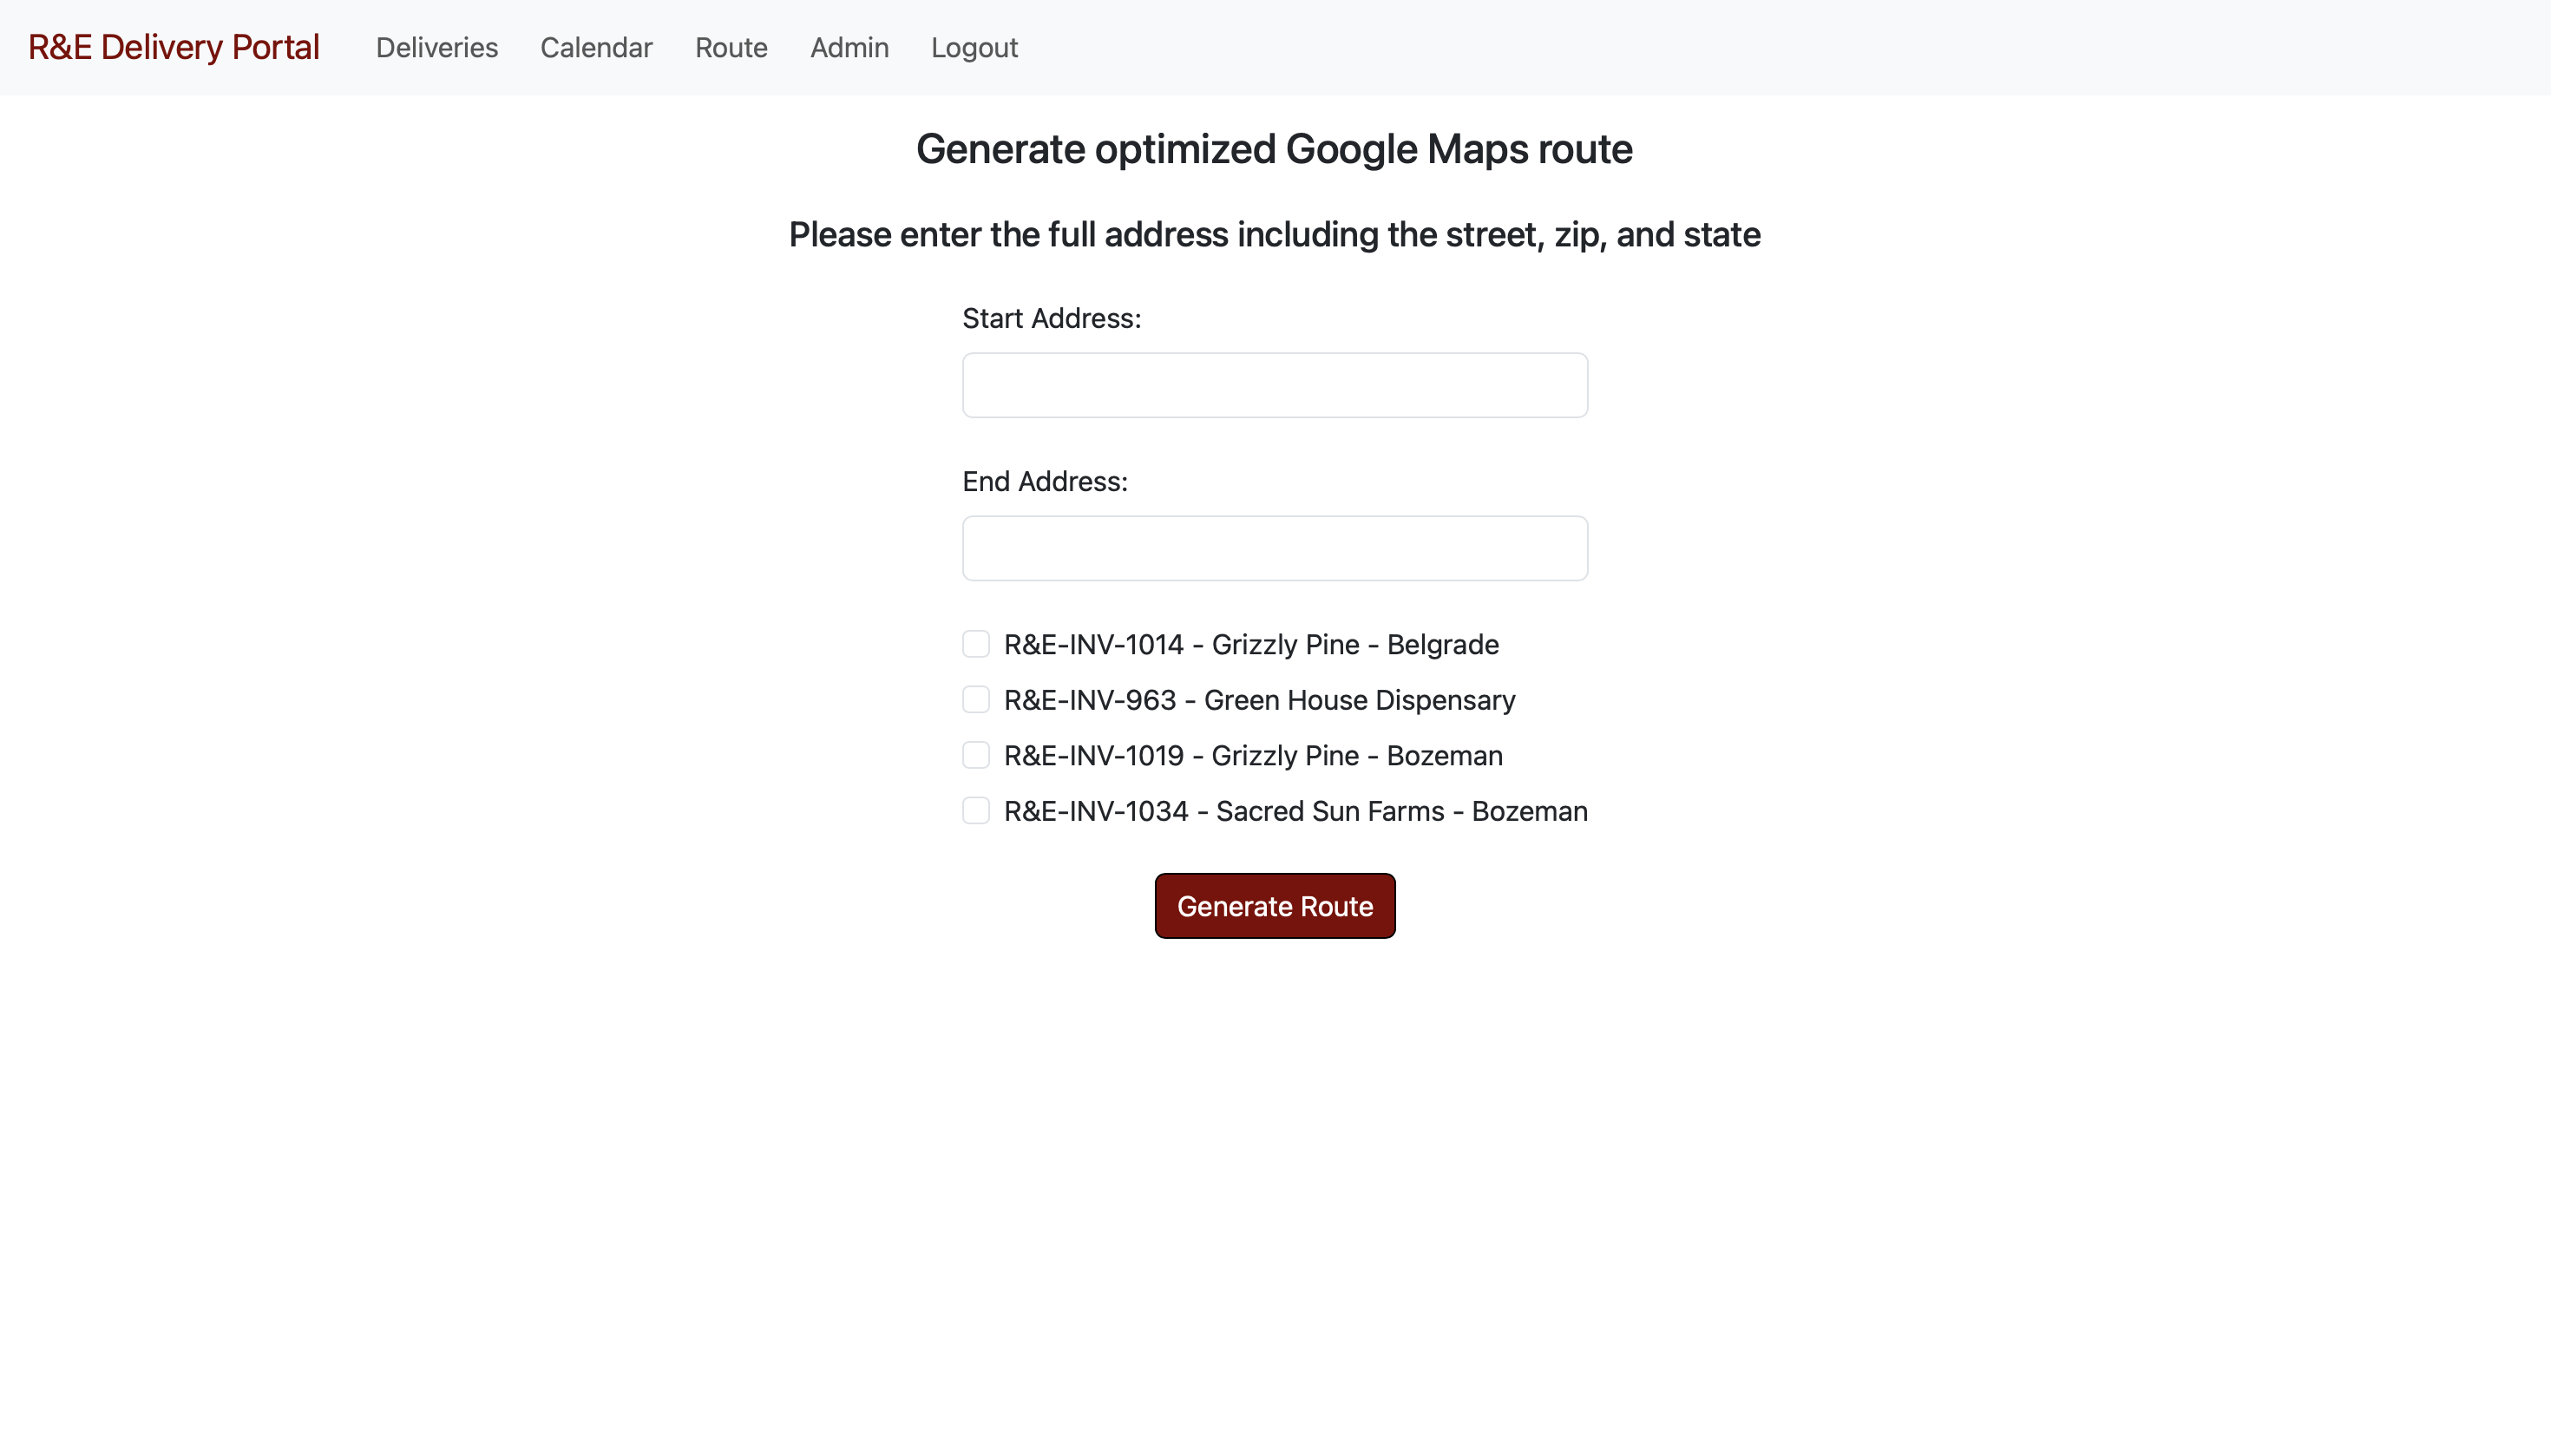 R&E Delivery Portal Deliveries Calendar Route Admin Logout
Generate optimized Google Maps route
Please enter the full address including the street, zip, and state
Start Address:
End Address:
R&E-INV-1014 - Grizzly Pine - Belgrade
R&E-INV-963 - Green House Dispensary
R&E-INV-1019 - Grizzly Pine - Bozeman
R&E-INV-1034 - Sacred Sun Farms - Bozeman
Generate Route